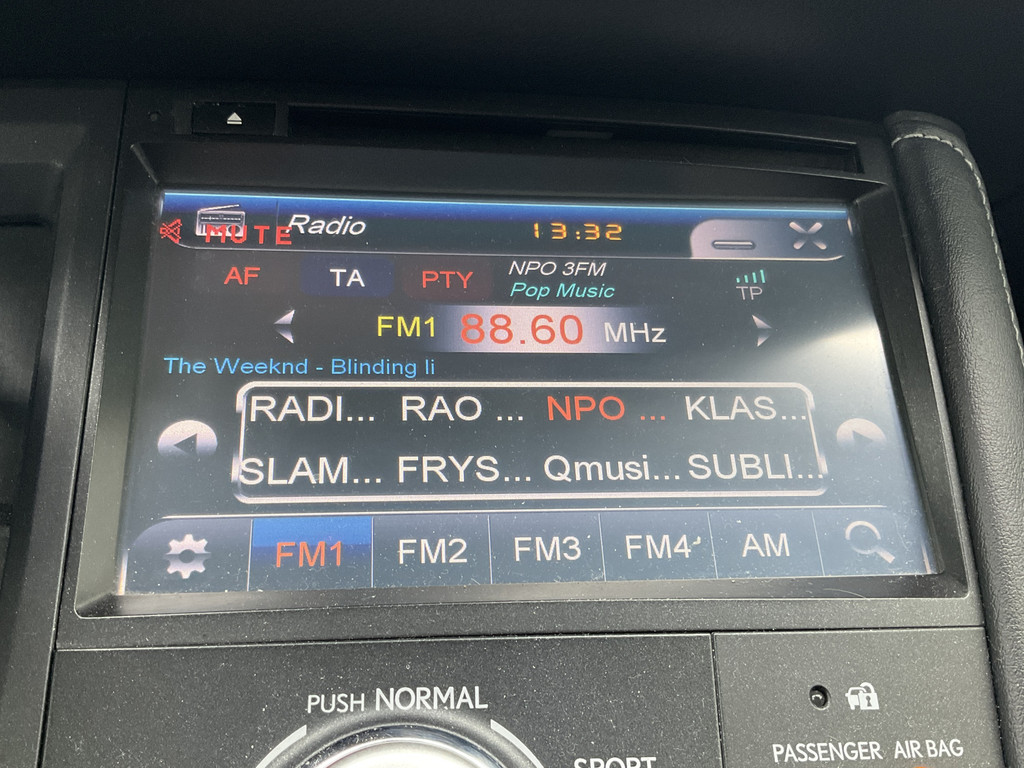 MUTE Radio 13:32
AF TA PTY NPO 3FM
Pop Music TP
FM1 88.60 MHz
The Weeknd - Blinding li
RADI... RAO ... NPO ... KLAS...
SLAM... FRYS... Qmusi... SUBLI...
FM1 FM2 FM3 FM4 AM
PUSH NORMAL
SPORT
PASSENGER AIR BAG